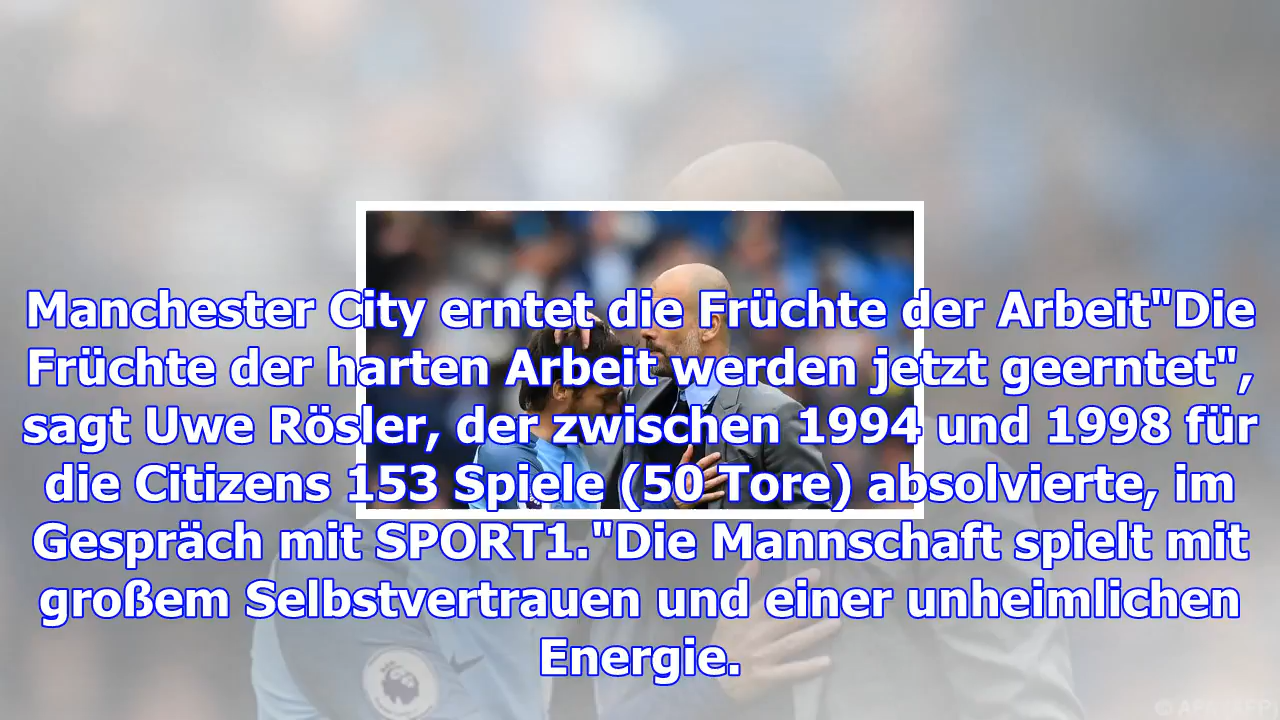 Manchester City erntet die Früchte der Arbeit"Die
Früchte der harten Arbeit werden jetzt geerntet",
sagt Uwe Rösler, der zwischen 1994 und 1998 für
die Citizens 153 Spiele (50 Tore) absolvierte, im
Gespräch mit SPORT1."Die Mannschaft spielt mit
großem Selbstvertrauen und einer unheimlichen
Energie.